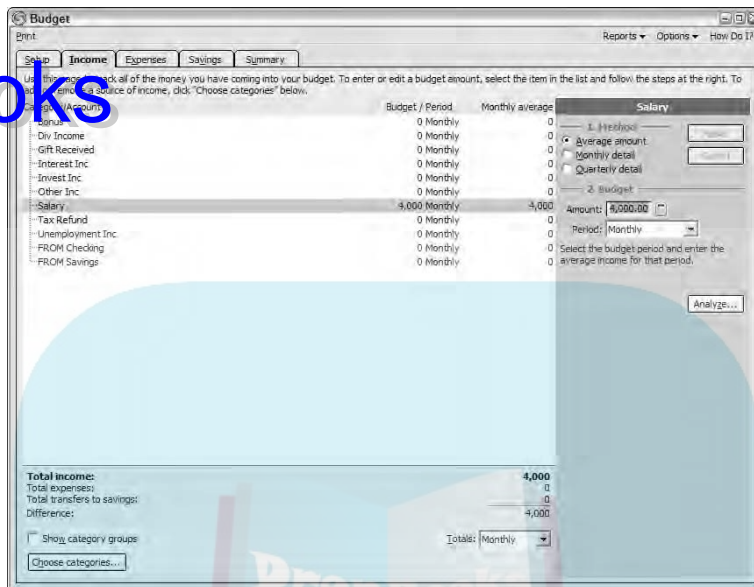 Budget
Print Reports Options How Do I?
Setup Income Expenses Savings Summary
Use this page to track all of the money you have coming into your budget. To enter or edit a budget amount, select the item in the list and follow the steps at the right. To
remove a source of income, click "Choose categories" below.
oks
Category/Account Budget / Period Monthly average
Bonus 0 Monthly 0
Div Income 0 Monthly 0
Gift Received 0 Monthly 0
Interest Inc 0 Monthly 0
Invest Inc 0 Monthly 0
Other Inc 0 Monthly 0
Salary 4,000 Monthly 4,000
Tax Refund 0 Monthly 0
Unemployment Inc 0 Monthly 0
FROM Checking 0 Monthly 0
FROM Savings 0 Monthly 0
Salary
1. Method
Average amount
Monthly detail
Quarterly detail
2. Budget
Amount: 4,000.00
Period: Monthly
Select the budget period and enter the
average income for that period.
Analyze...
Total income: 4,000
Total expenses: 0
Total transfers to savings: 0
Difference: 4,000
Show category groups Totals: Monthly
Choose categories...